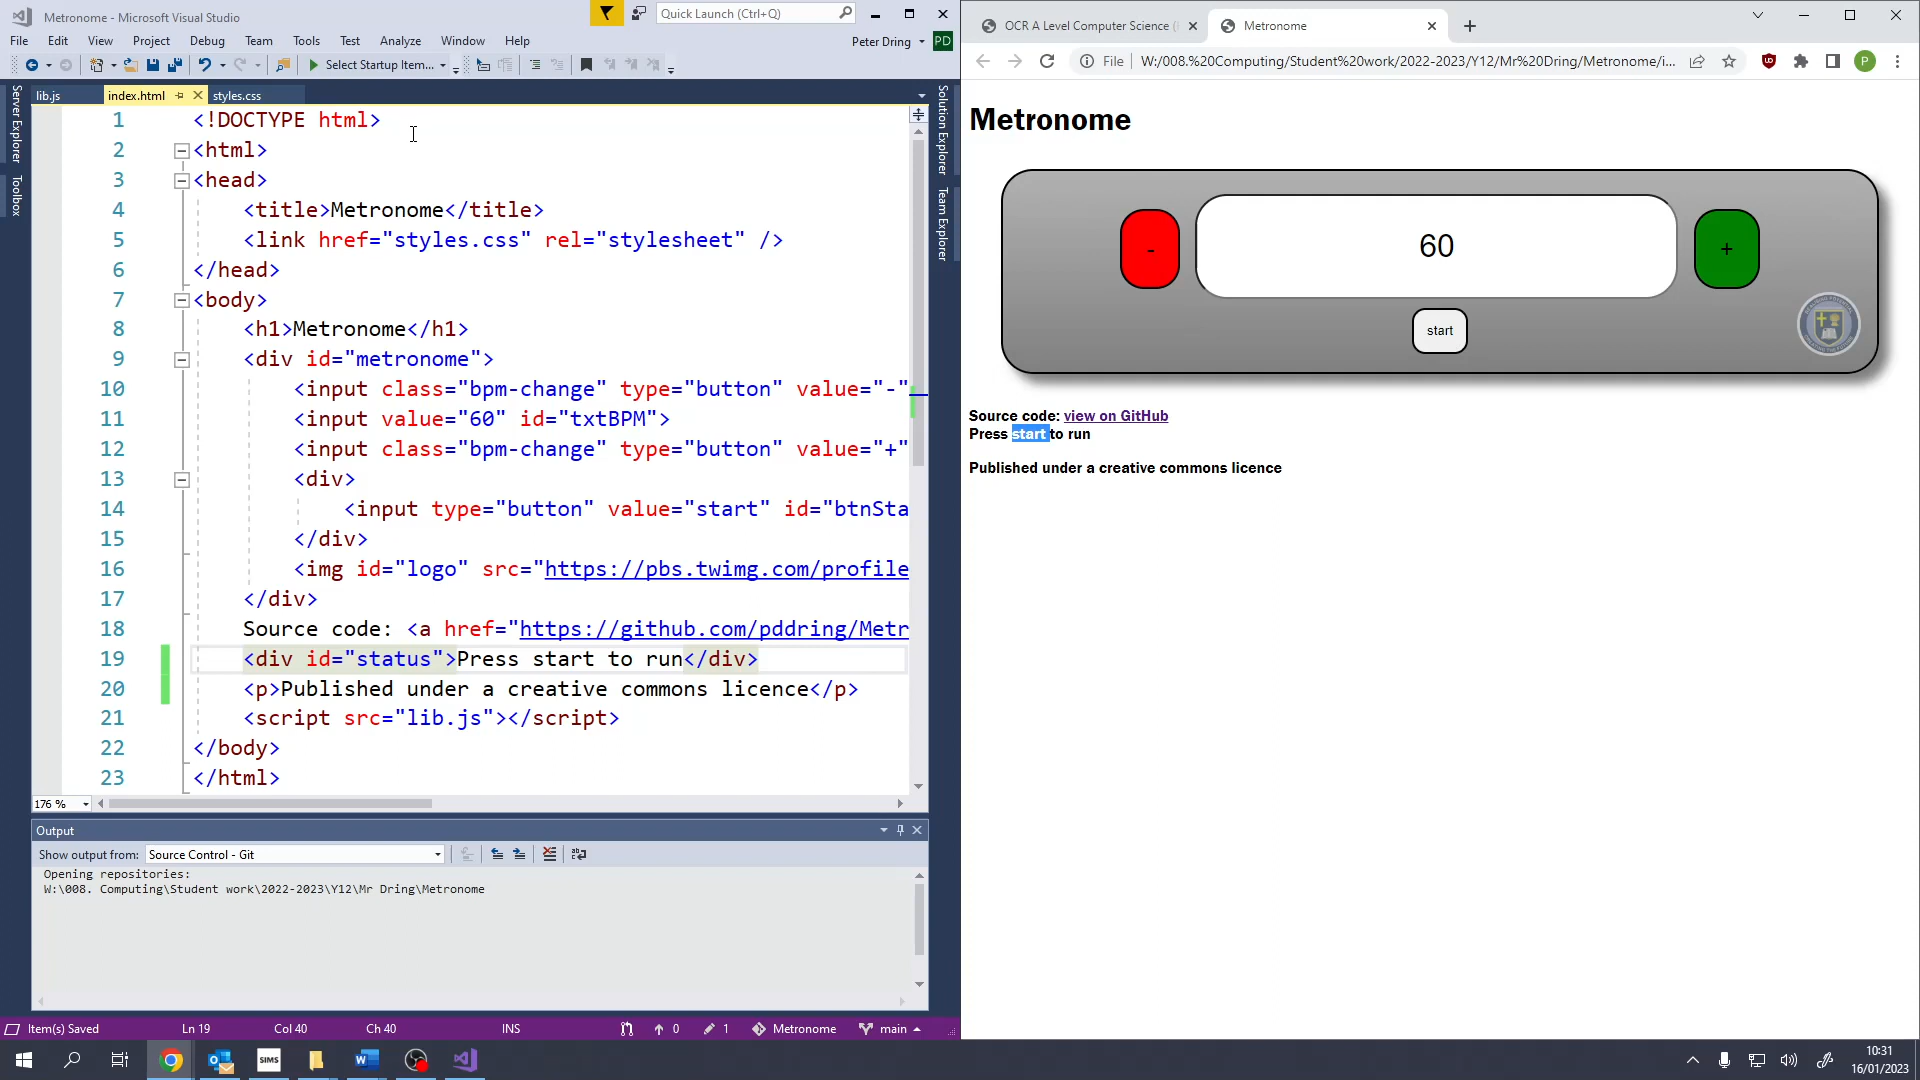 Metronome - Microsoft Visual Studio
Quick Launch (Ctrl+Q)
File Edit View Project Debug Team Tools Test Analyze Window Help
Peter Dring PD
Select Startup Item...
Server Explorer
Toolbox
lib.js index.html styles.css
Solution Explorer
Team Explorer
1 <!DOCTYPE html>
2 <html>
3 <head>
4 <title>Metronome</title>
5 <link href="styles.css" rel="stylesheet" />
6 </head>
7 <body>
8 <h1>Metronome</h1>
9 <div id="metronome">
10 <input class="bpm-change" type="button" value="-"
11 <input value="60" id="txtBPM">
12 <input class="bpm-change" type="button" value="+"
13 <div>
14 <input type="button" value="start" id="btnSta
15 </div>
16 <img id="logo" src="https://pbs.twimg.com/profile
17 </div>
18 Source code: <a href="https://github.com/pddring/Metr
19 <div id="status">Press start to run</div>
20 <p>Published under a creative commons licence</p>
21 <script src="lib.js"></script>
22 </body>
23 </html>
176 %
Output
Show output from: Source Control - Git
Opening repositories:
W:\008. Computing\Student work\2022-2023\Y12\Mr Dring\Metronome
Item(s) Saved Ln 19 Col 40 Ch 40 INS 0 1 Metronome main
OCR A Level Computer Science (
Metronome
File W:/008.%20Computing/Student%20work/2022-2023/Y12/Mr%20Dring/Metronome/i...
P
Metronome
- 60 +
start
Source code: view on GitHub
Press start to run
Published under a creative commons licence
SIMS
10:31
16/01/2023